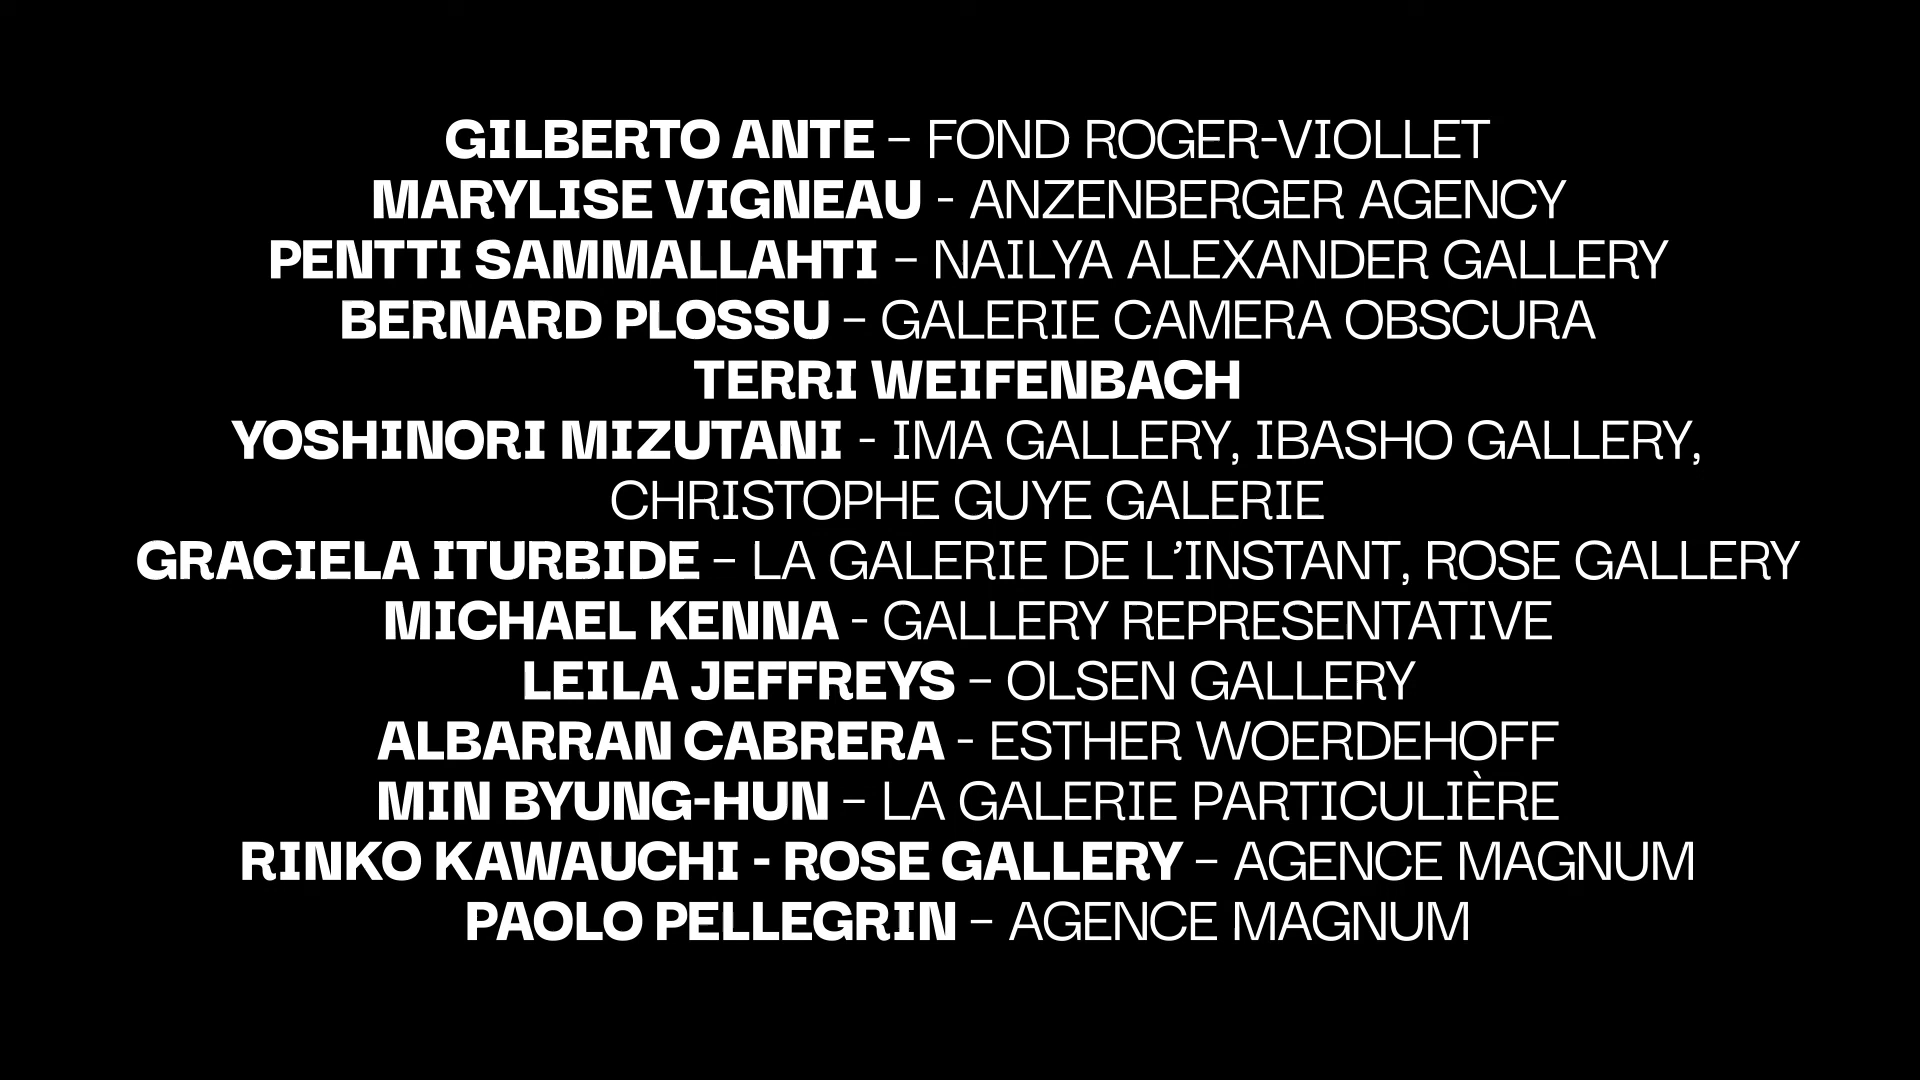 GILBERTO ANTE – FOND ROGER-VIOLLET
MARYLISE VIGNEAU - ANZENBERGER AGENCY
PENTTI SAMMALLAHTI – NAILYA ALEXANDER GALLERY
BERNARD PLOSSU – GALERIE CAMERA OBSCURA
TERRI WEIFENBACH
YOSHINORI MIZUTANI - IMA GALLERY, IBASHO GALLERY,
CHRISTOPHE GUYE GALERIE
GRACIELA ITURBIDE – LA GALERIE DE L’INSTANT, ROSE GALLERY
MICHAEL KENNA - GALLERY REPRESENTATIVE
LEILA JEFFREYS – OLSEN GALLERY
ALBARRAN CABRERA - ESTHER WOERDEHOFF
MIN BYUNG-HUN – LA GALERIE PARTICULIÈRE
RINKO KAWAUCHI - ROSE GALLERY – AGENCE MAGNUM
PAOLO PELLEGRIN – AGENCE MAGNUM